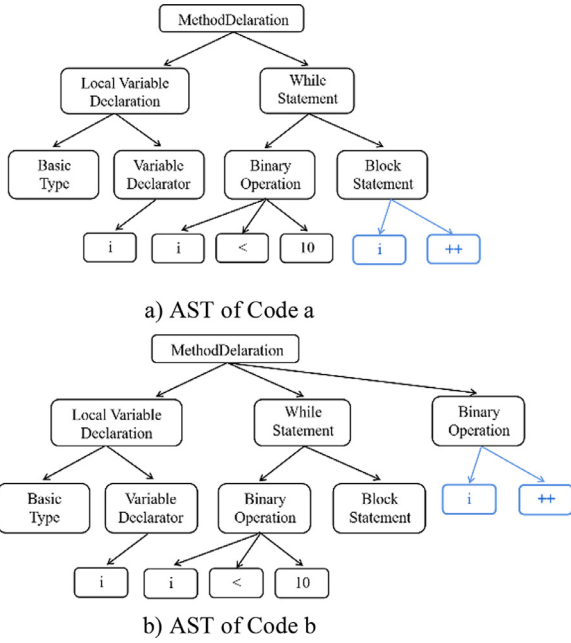 MethodDelaration
Local Variable
Declaration
While
Statement
Basic
Type
Variable
Declarator
Binary
Operation
Block
Statement
i
i
<
10
i
++
a) AST of Code a
MethodDelaration
Local Variable
Declaration
While
Statement
Binary
Operation
Basic
Type
Variable
Declarator
Binary
Operation
Block
Statement
i
++
i
i
<
10
b) AST of Code b